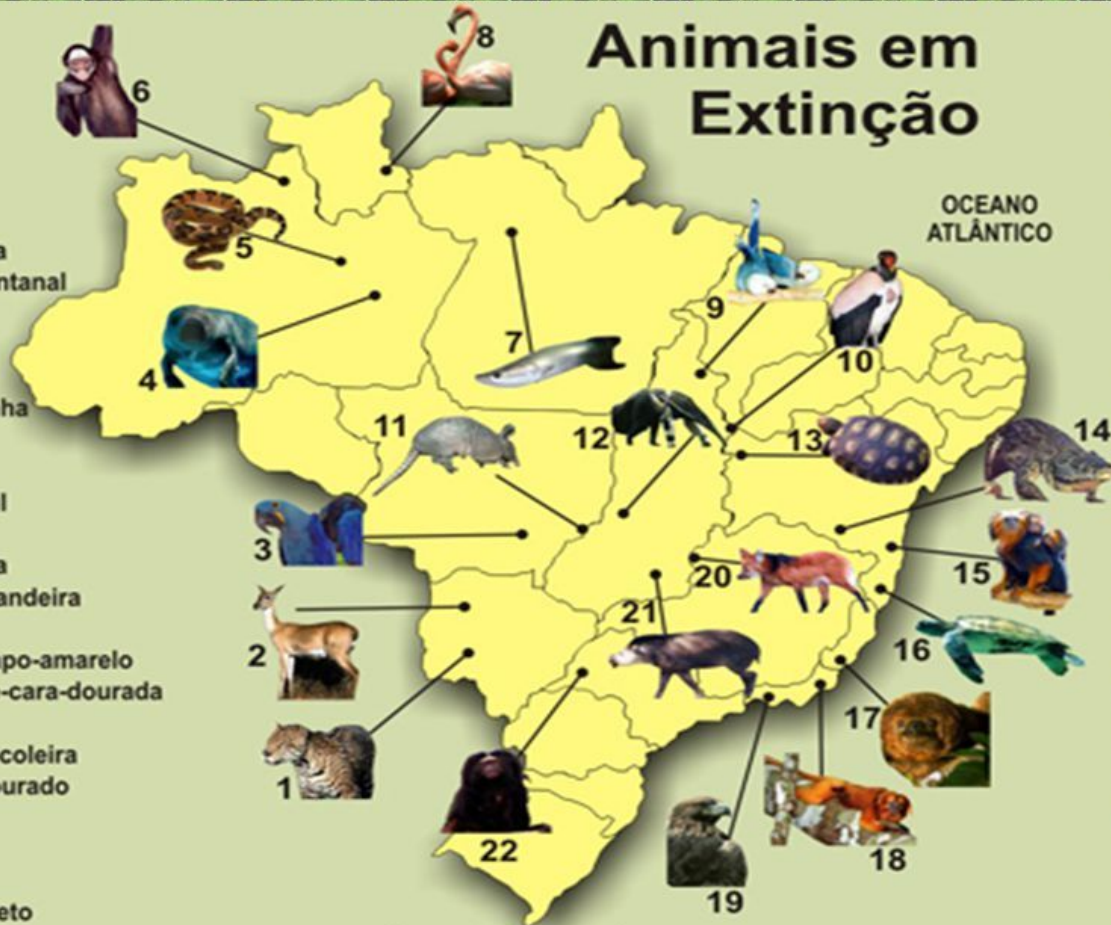 Animais em
Extinção
OCEANO
ATLÂNTICO
a
ntanal
ha
l
a
andeira
po-amarelo
-cara-dourada
coleira
ourado
eto
6
8
5
4
7
9
10
11
12
13
14
3
15
20
21
2
16
17
1
22
18
19